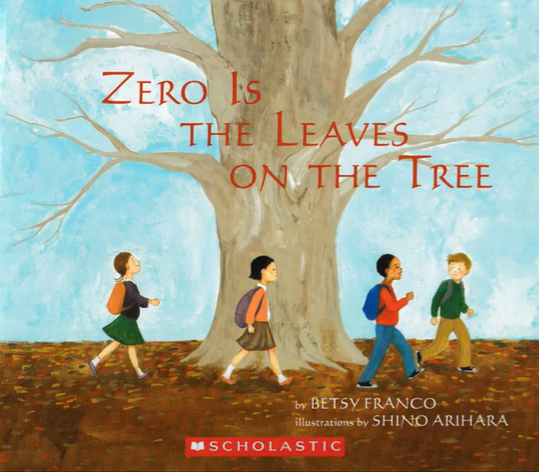 Zero Is
the Leaves
on the Tree
by BETSY FRANCO
illustrations by SHINO ARIHARA
SCHOLASTIC